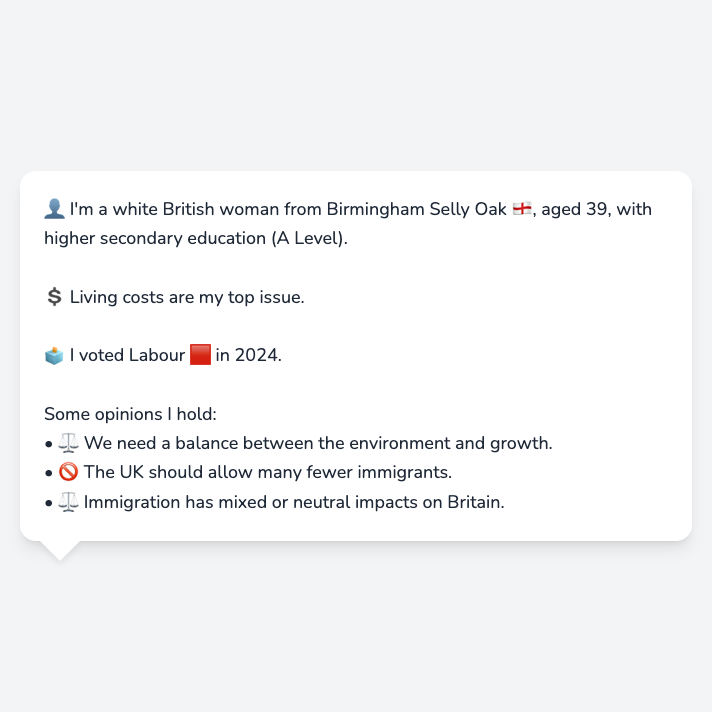 👤 I'm a white British woman from Birmingham Selly Oak 🏴󠁧󠁢󠁥󠁮󠁧󠁿, aged 39, with
higher secondary education (A Level).
💲 Living costs are my top issue.
🗳️ I voted Labour 🟥 in 2024.
Some opinions I hold:
• ⚖️ We need a balance between the environment and growth.
• 🚫 The UK should allow many fewer immigrants.
• ⚖️ Immigration has mixed or neutral impacts on Britain.